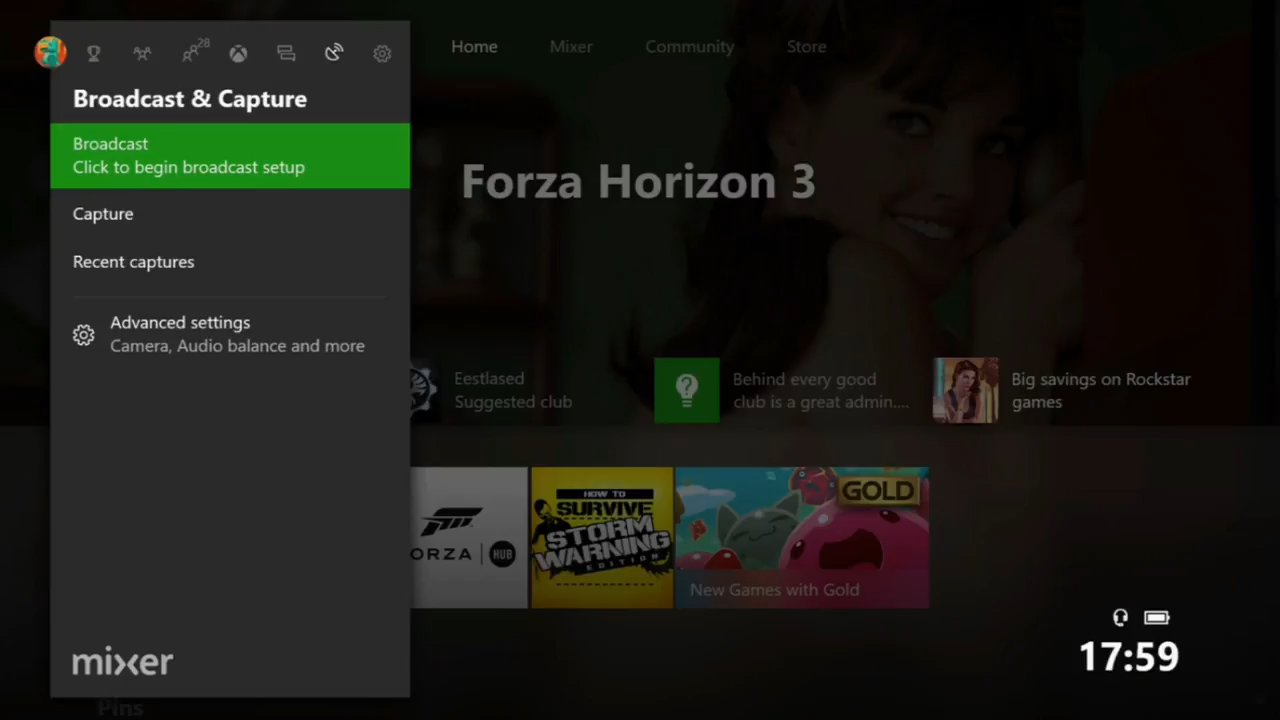 28
Home
Mixer
Community
Store
Broadcast & Capture
Broadcast
Click to begin broadcast setup
Capture
Recent captures
Advanced settings
Camera, Audio balance and more
mixer
Forza Horizon 3
Eestlased
Suggested club
Behind every good
club is a great admin....
Big savings on Rockstar
games
ORZA | HUB
HOW TO
SURVIVE
STORM
WARNING
EDITION
GOLD
New Games with Gold
17:59
Pins